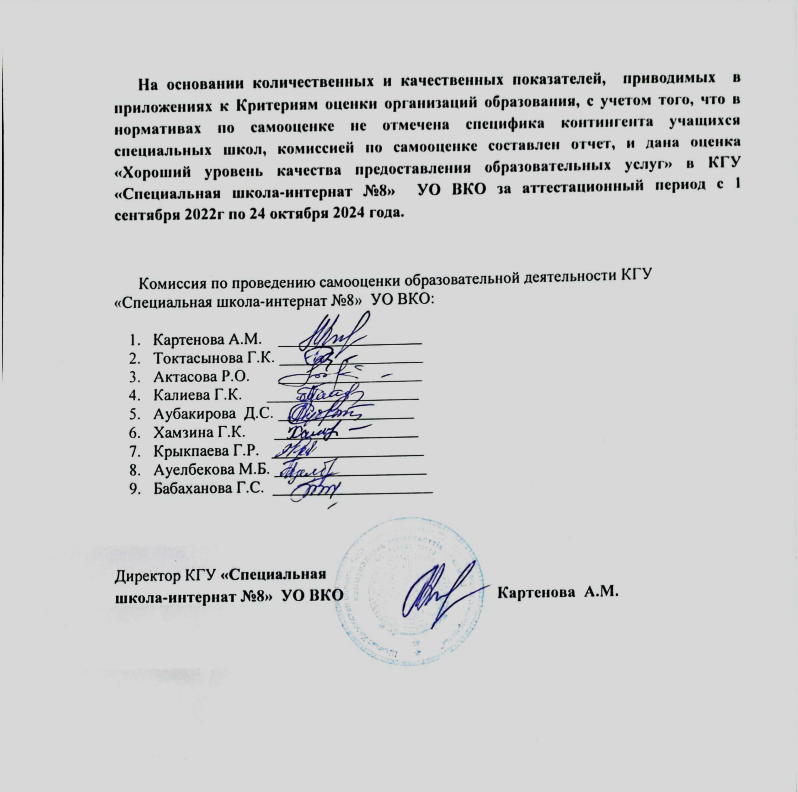 На основании количественных и качественных показателей, приводимых в
приложениях к Критериям оценки организаций образования, с учетом того, что в
нормативах по самооценке не отмечена специфика контингента учащихся
специальных школ, комиссией по самооценке составлен отчет, и дана оценка
«Хороший уровень качества предоставления образовательных услуг» в КГУ
«Специальная школа-интернат №8» УО ВКО за аттестационный период с 1
сентября 2022г по 24 октября 2024 года.
Комиссия по проведению самооценки образовательной деятельности КГУ
«Специальная школа-интернат №8» УО ВКО:
1. Картенова А.М.
2. Токтасынова Г.К.
3. Актасова Р.О.
4. Калиева Г.К.
5. Аубакирова Д.С.
6. Хамзина Г.К.
7. Крыкпаева Г.Р.
8. Ауелбекова М.Б.
9. Бабаханова Г.С.
Директор КГУ «Специальная
школа-интернат №8» УО ВКО Картенова А.М.